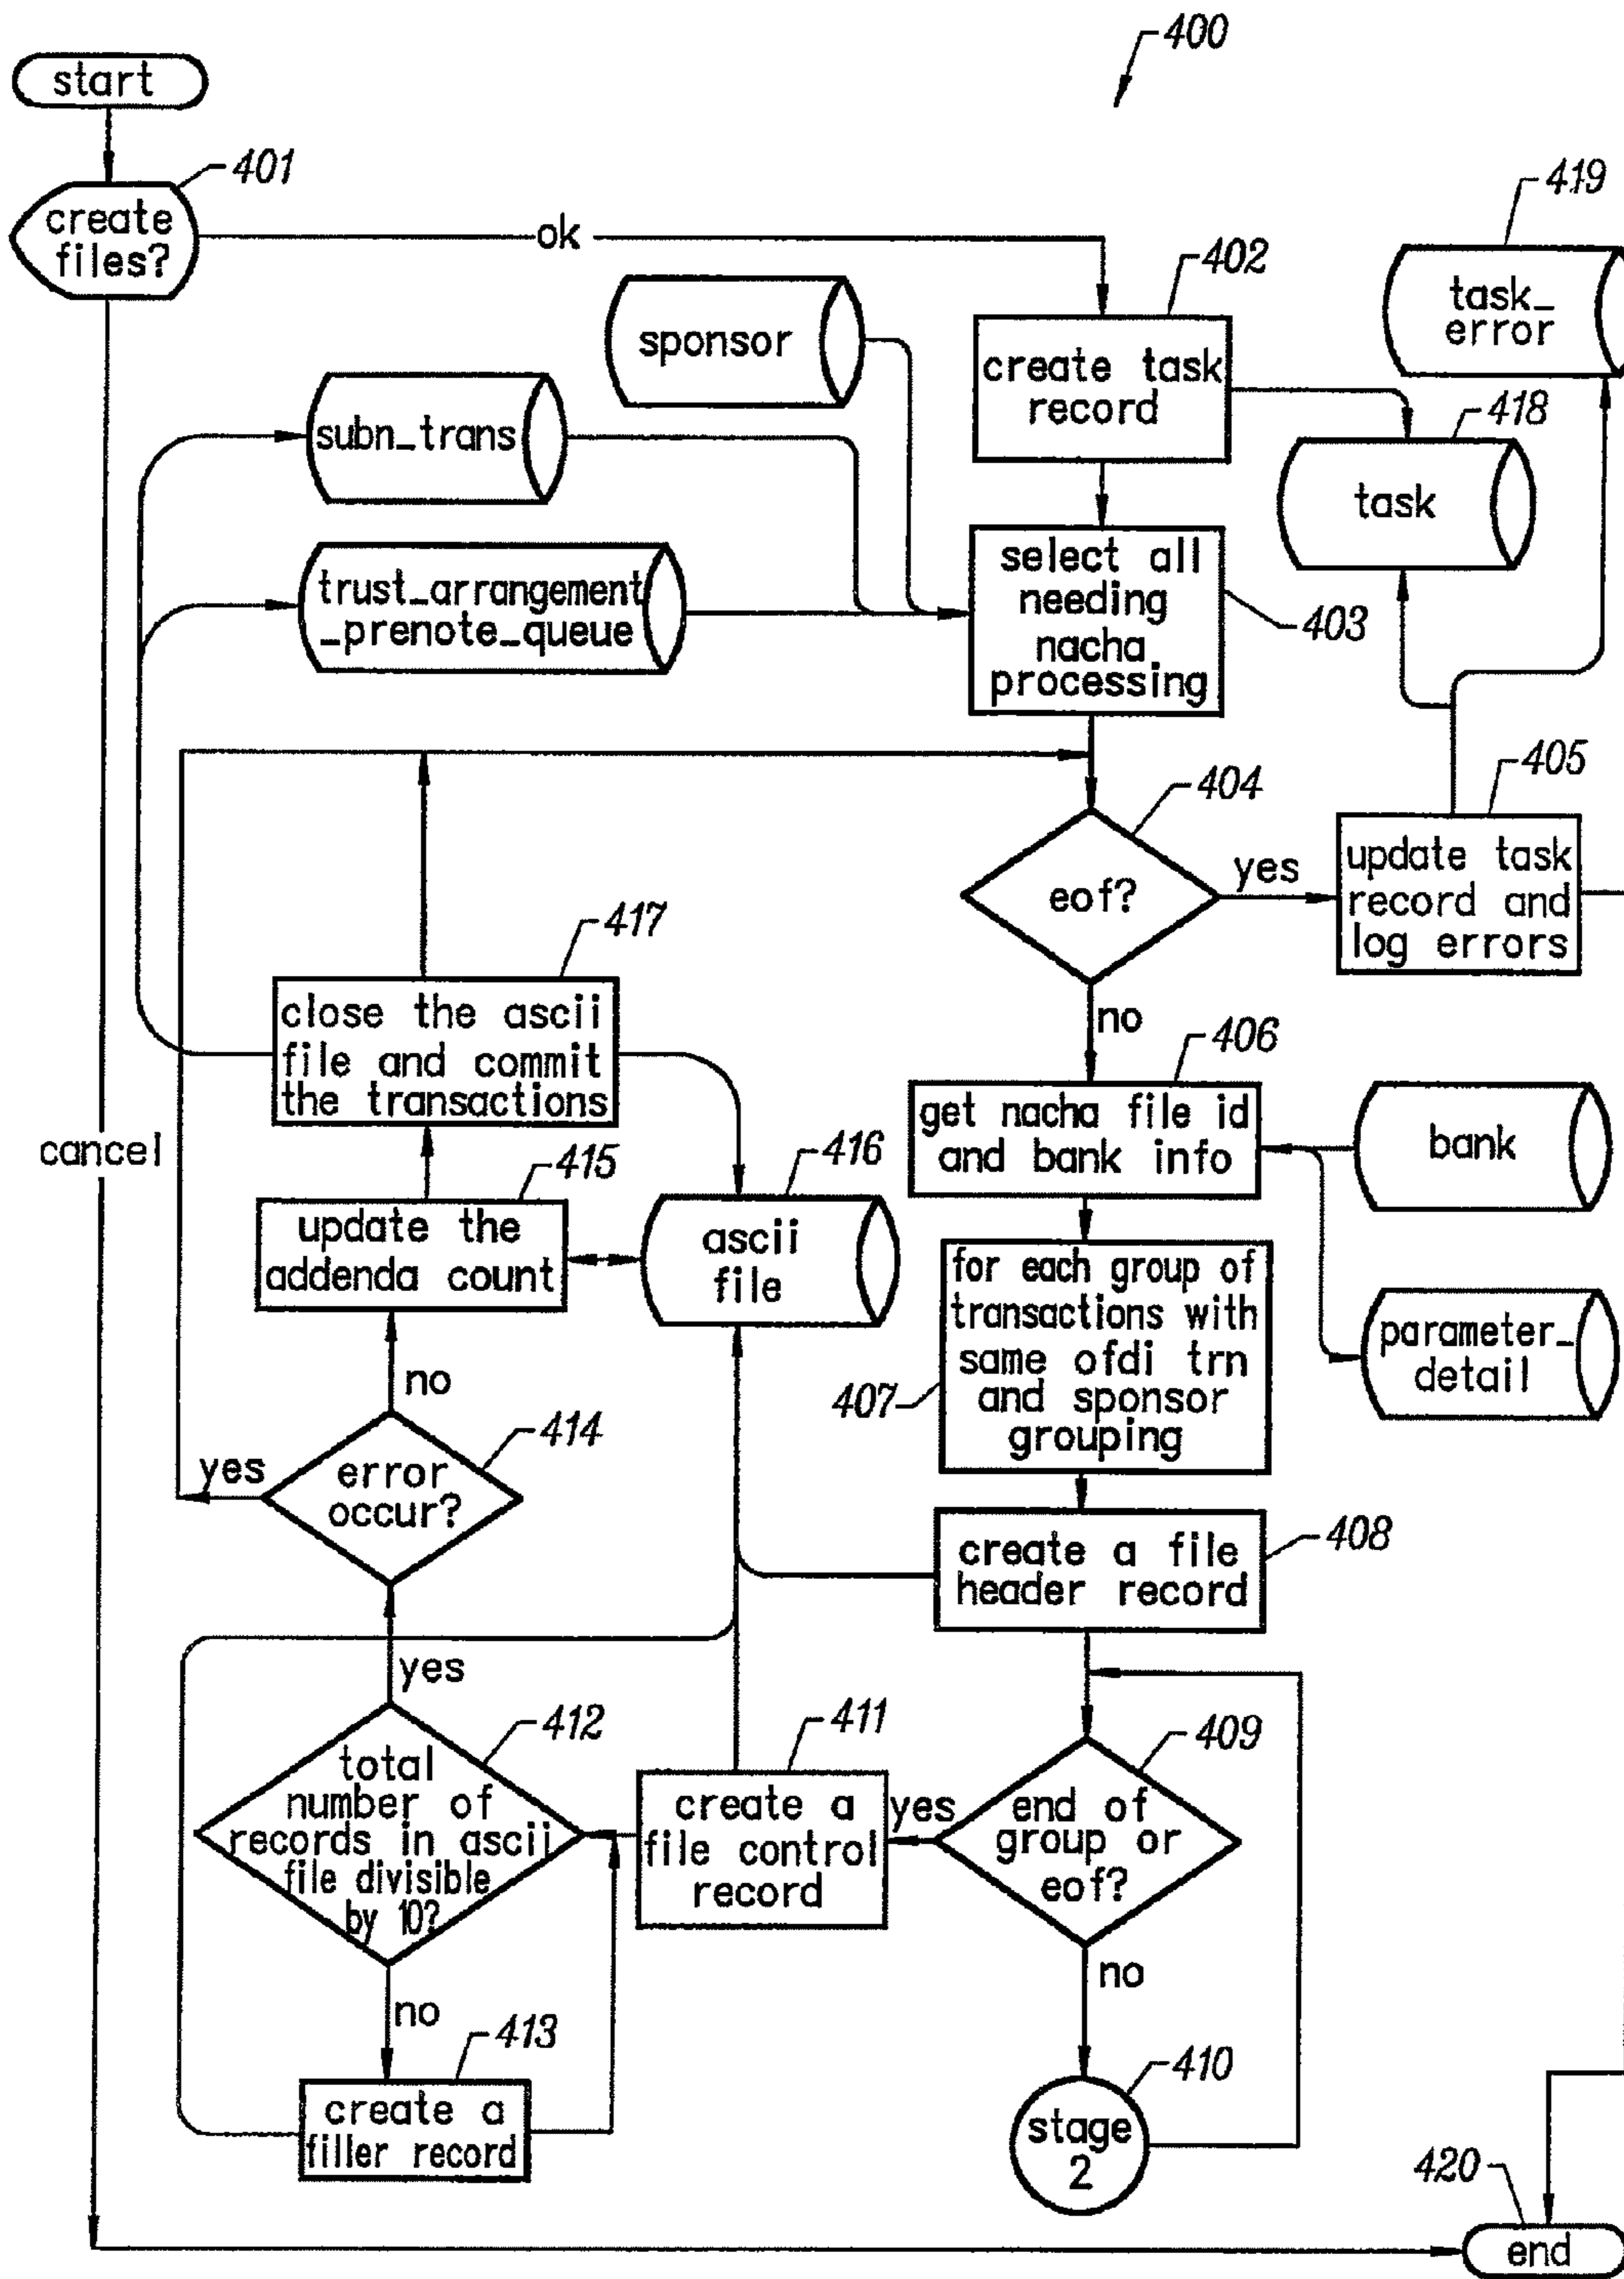 400
start
401
create
files?
ok
402
create task
record
419
task_
error
sponsor
418
task
subn_trans
trust_arrangement
_prenote_queue
select all
needing
nacha
processing
403
404
eof?
yes
no
405
update task
record and
log errors
417
close the ascii
file and commit
the transactions
cancel
406
get nacha file id
and bank info
bank
415
update the
addenda count
416
ascii
file
for each group of
transactions with
same ofdi trn
and sponsor
grouping
407
parameter_
detail
no
414
error
occur?
yes
408
create a file
header record
yes
412
total
number of
records in ascii
file divisible
by 10?
411
create a
file control
record
yes
409
end of
group or
eof?
no
no
413
create a
filler record
410
stage
2
420
end